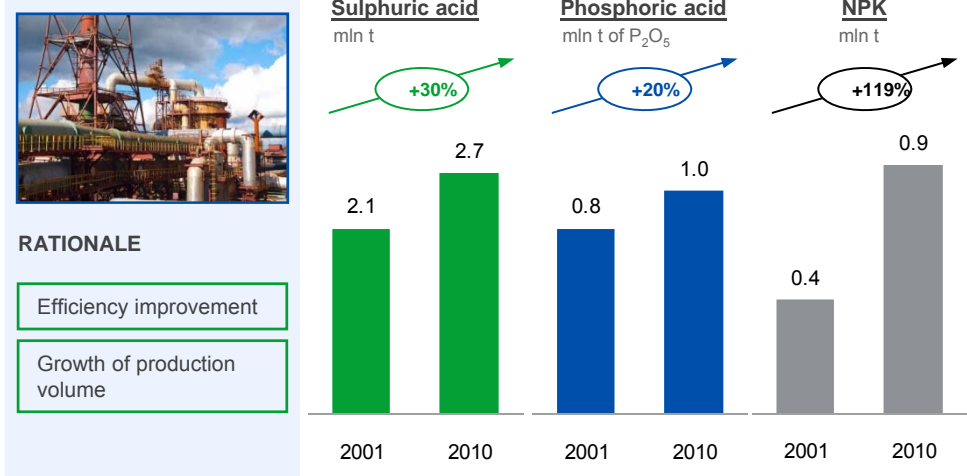 RATIONALE
Efficiency improvement
Growth of production
volume
Sulphuric acid
mln t
+30%
2.1
2.7
2001
2010
Phosphoric acid
mln t of P₂O₅
+20%
0.8
1.0
2001
2010
NPK
mln t
+119%
0.4
0.9
2001
2010